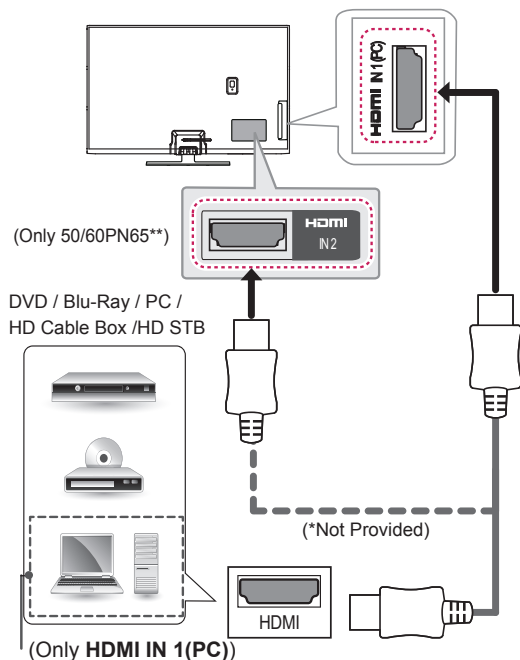 HDMI IN 1(PC)
(Only 50/60PN65**)
HDMI
IN 2
DVD / Blu-Ray / PC /
HD Cable Box /HD STB
(*Not Provided)
HDMI
(Only HDMI IN 1(PC))